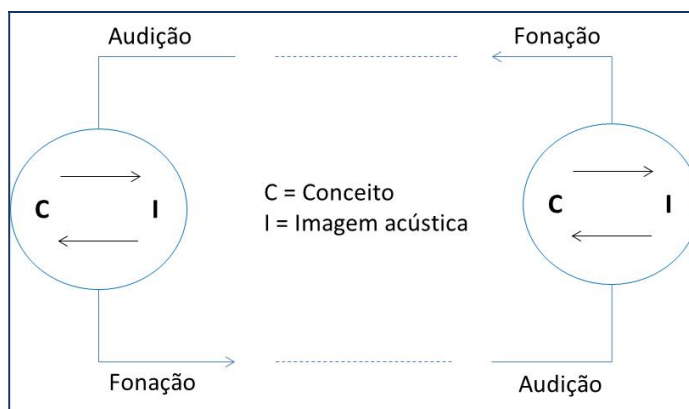 Audição
Fonação
C
I
C = Conceito
I = Imagem acústica
C
I
Fonação
Audição